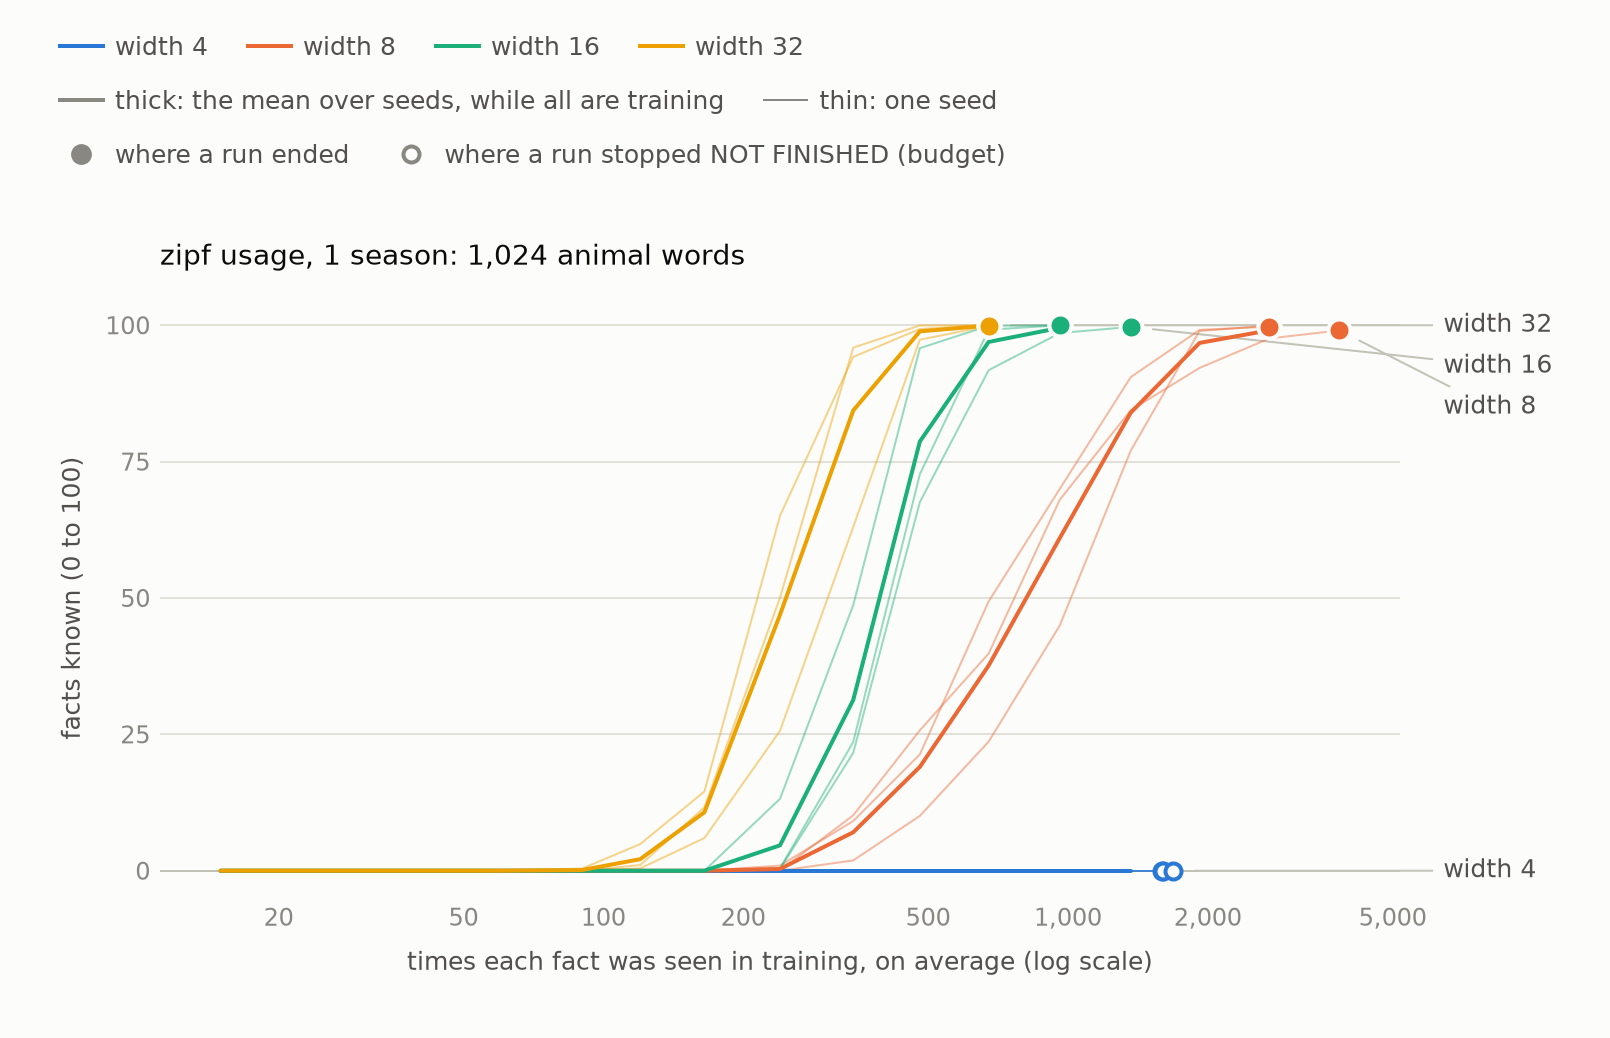 width 4 width 8 width 16 width 32
thick: the mean over seeds, while all are training thin: one seed
where a run ended where a run stopped NOT FINISHED (budget)
zipf usage, 1 season: 1,024 animal words
facts known (0 to 100)
100
75
50
25
0
width 32
width 16
width 8
width 4
20 50 100 200 500 1,000 2,000 5,000
times each fact was seen in training, on average (log scale)